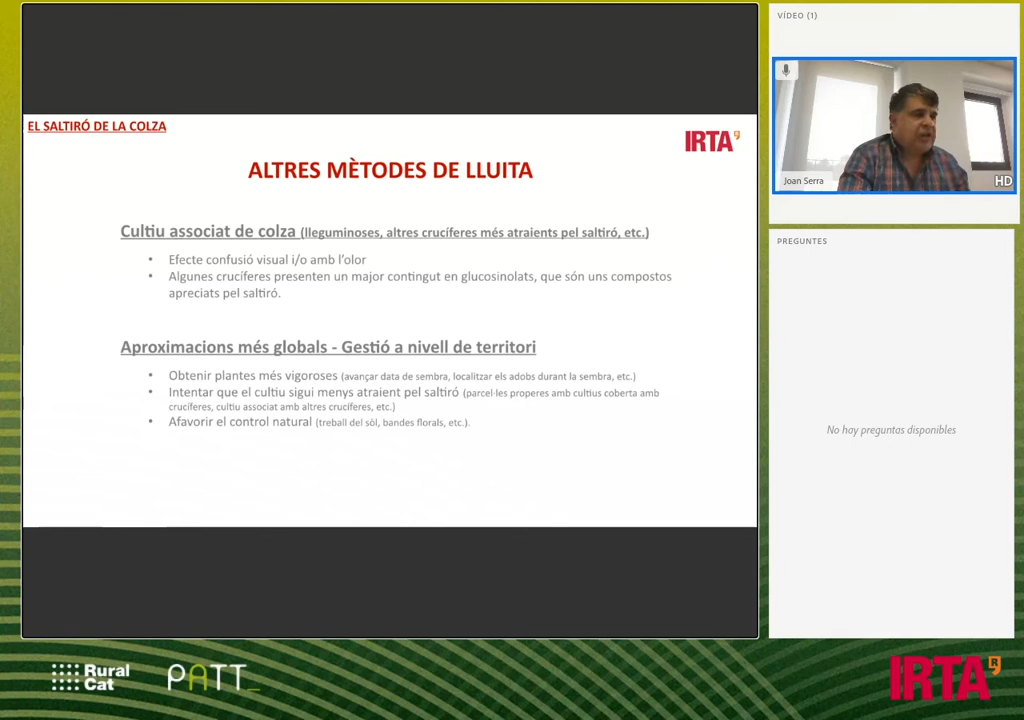 EL SALTIRÓ DE LA COLZA
IRTA
ALTRES MÈTODES DE LLUITA
Cultiu associat de colza (lleguminoses, altres crucíferes més atraients pel saltiró, etc.)
• Efecte confusió visual i/o amb l'olor
• Algunes crucíferes presenten un major contingut en glucosinolats, que són uns compostos
apreciats pel saltiró.
Aproximacions més globals - Gestió a nivell de territori
• Obtenir plantes més vigoroses (avançar data de sembra, localitzar els adobs durant la sembra, etc.)
• Intentar que el cultiu sigui menys atraient pel saltiró (parcel·les properes amb cultius coberta amb
crucíferes, cultiu associat amb altres crucíferes, etc.)
• Afavorir el control natural (treball del sòl, bandes florals, etc.).
VÍDEO (1)
Joan Serra
HD
PREGUNTES
No hay preguntas disponibles
Rural
Cat
PATT_
IRTA
R